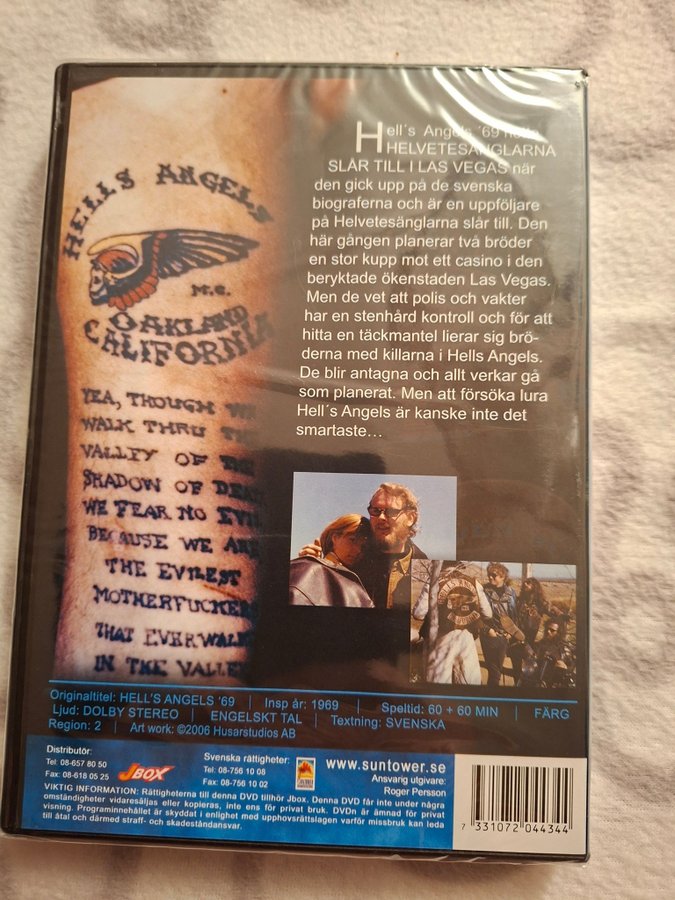 HELLS ANGELS
M.C.
OAKLAND
CALIFORNIA
YEA, THOUGH WE
WALK THRU THE
VALLEY OF THE
SHADOW OF DEATH
WE FEAR NO EVIL
BECAUSE WE ARE
THE EVILEST
MOTHERFUCKERS
THAT EVER WALK
IN THE VALLEY
Hell´s Angels ´69 hette
HELVETESÄNGLARNA
SLÅR TILL I LAS VEGAS när
den gick upp på de svenska
biograferna och är en uppföljare
på Helvetesänglarna slår till. Den
här gången planerar två bröder
en stor kupp mot ett casino i den
beryktade ökenstaden Las Vegas.
Men de vet att polis och vakter
har en stenhård kontroll och för att
hitta en täckmantel lierar sig brö-
derna med killarna i Hells Angels.
De blir antagna och allt verkar gå
som planerat. Men att försöka lura
Hell´s Angels är kanske inte det
smartaste...
Originaltitel: HELL'S ANGELS '69 | Insp år: 1969 | Speltid: 60 + 60 MIN | FÄRG
Ljud: DOLBY STEREO | ENGELSKT TAL | Textning: SVENSKA
Region: 2 | Art work: ©2006 Husarstudios AB
Distributör:
Tel: 08-657 80 50
Fax: 08-618 05 25
JBOX
Svenska rättigheter:
Tel: 08-756 10 08
Fax: 08-756 10 02
www.suntower.se
Ansvarig utgivare:
Roger Persson
VIKTIG INFORMATION: Rättigheterna till denna DVD tillhör Jbox. Denna DVD får inte under några
omständigheter vidaresäljas eller kopieras, inte ens för privat bruk. DVDn är ämnad för privat
visning. Programinnehållet är skyddat i enlighet med upphovsrättslagen varför missbruk kan leda
till åtal och därmed straff- och skadeståndansvar.
7 331072 044344